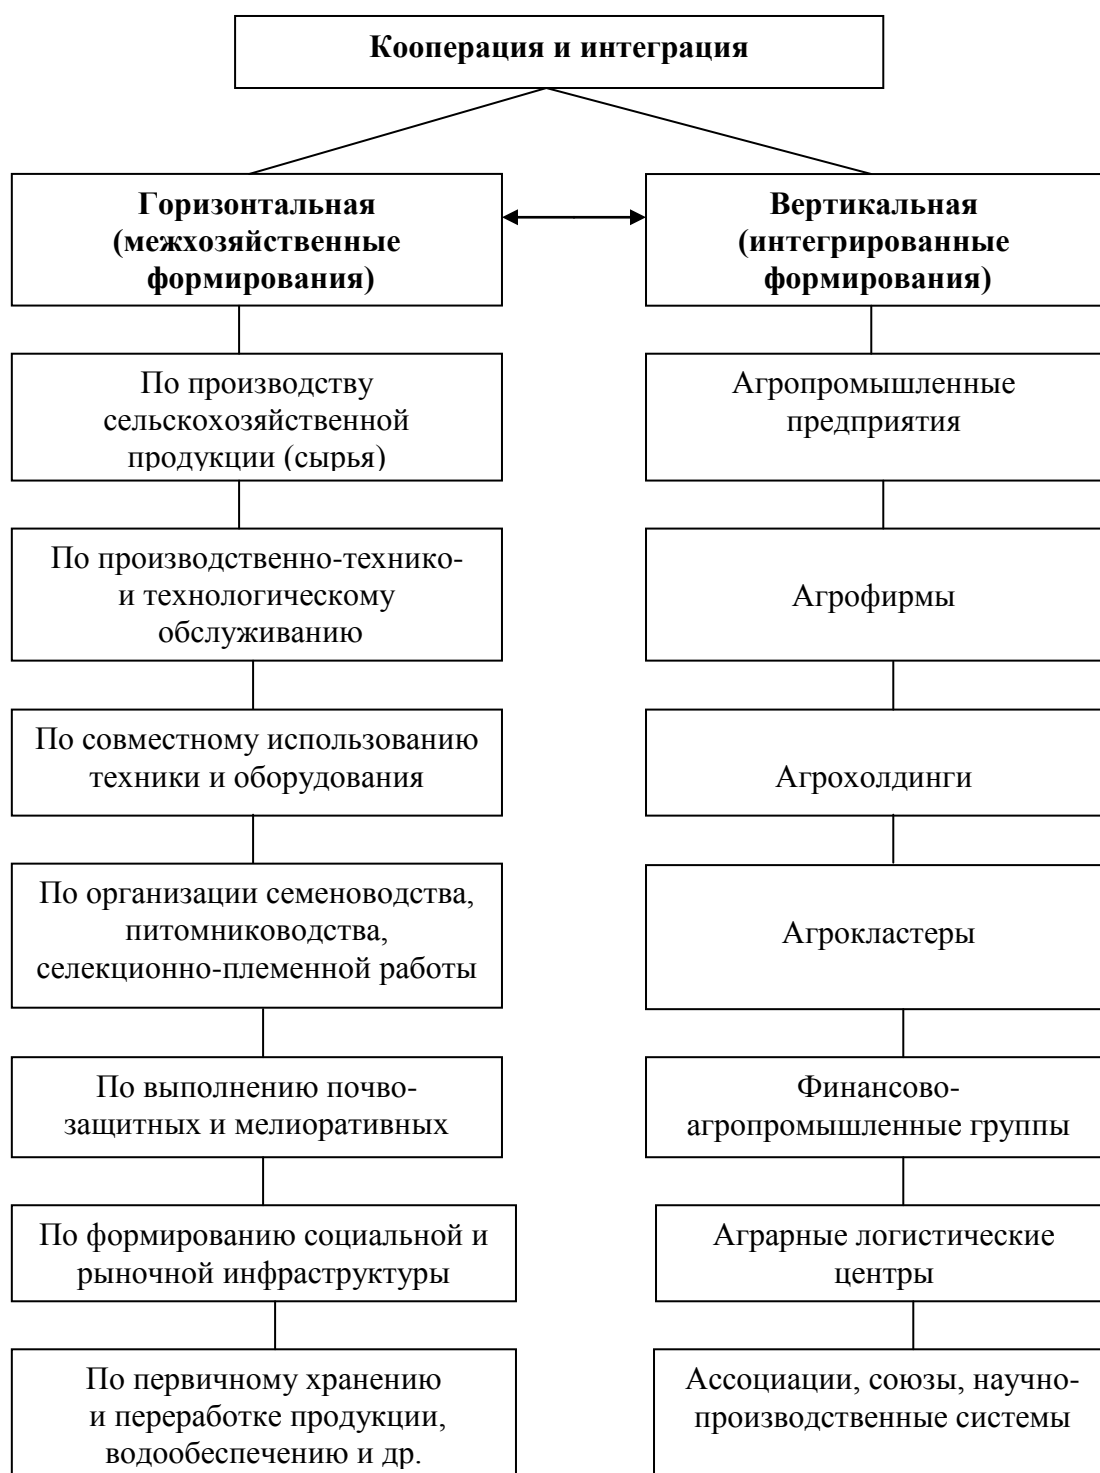 Кооперация и интеграция
Горизонтальная
(межхозяйственные
формирования)
Вертикальная
(интегрированные
формирования)
По производству
сельскохозяйственной
продукции (сырья)
Агропромышленные
предприятия
По производственно-технико-
и технологическому
обслуживанию
Агрофирмы
По совместному использованию
техники и оборудования
Агрохолдинги
По организации семеноводства,
питомниководства,
селекционно-племенной работы
Агрокластеры
По выполнению почво-
защитных и мелиоративных
Финансово-
агропромышленные группы
По формированию социальной и
рыночной инфраструктуры
Аграрные логистические
центры
По первичному хранению
и переработке продукции,
водообеспечению и др.
Ассоциации, союзы, научно-
производственные системы